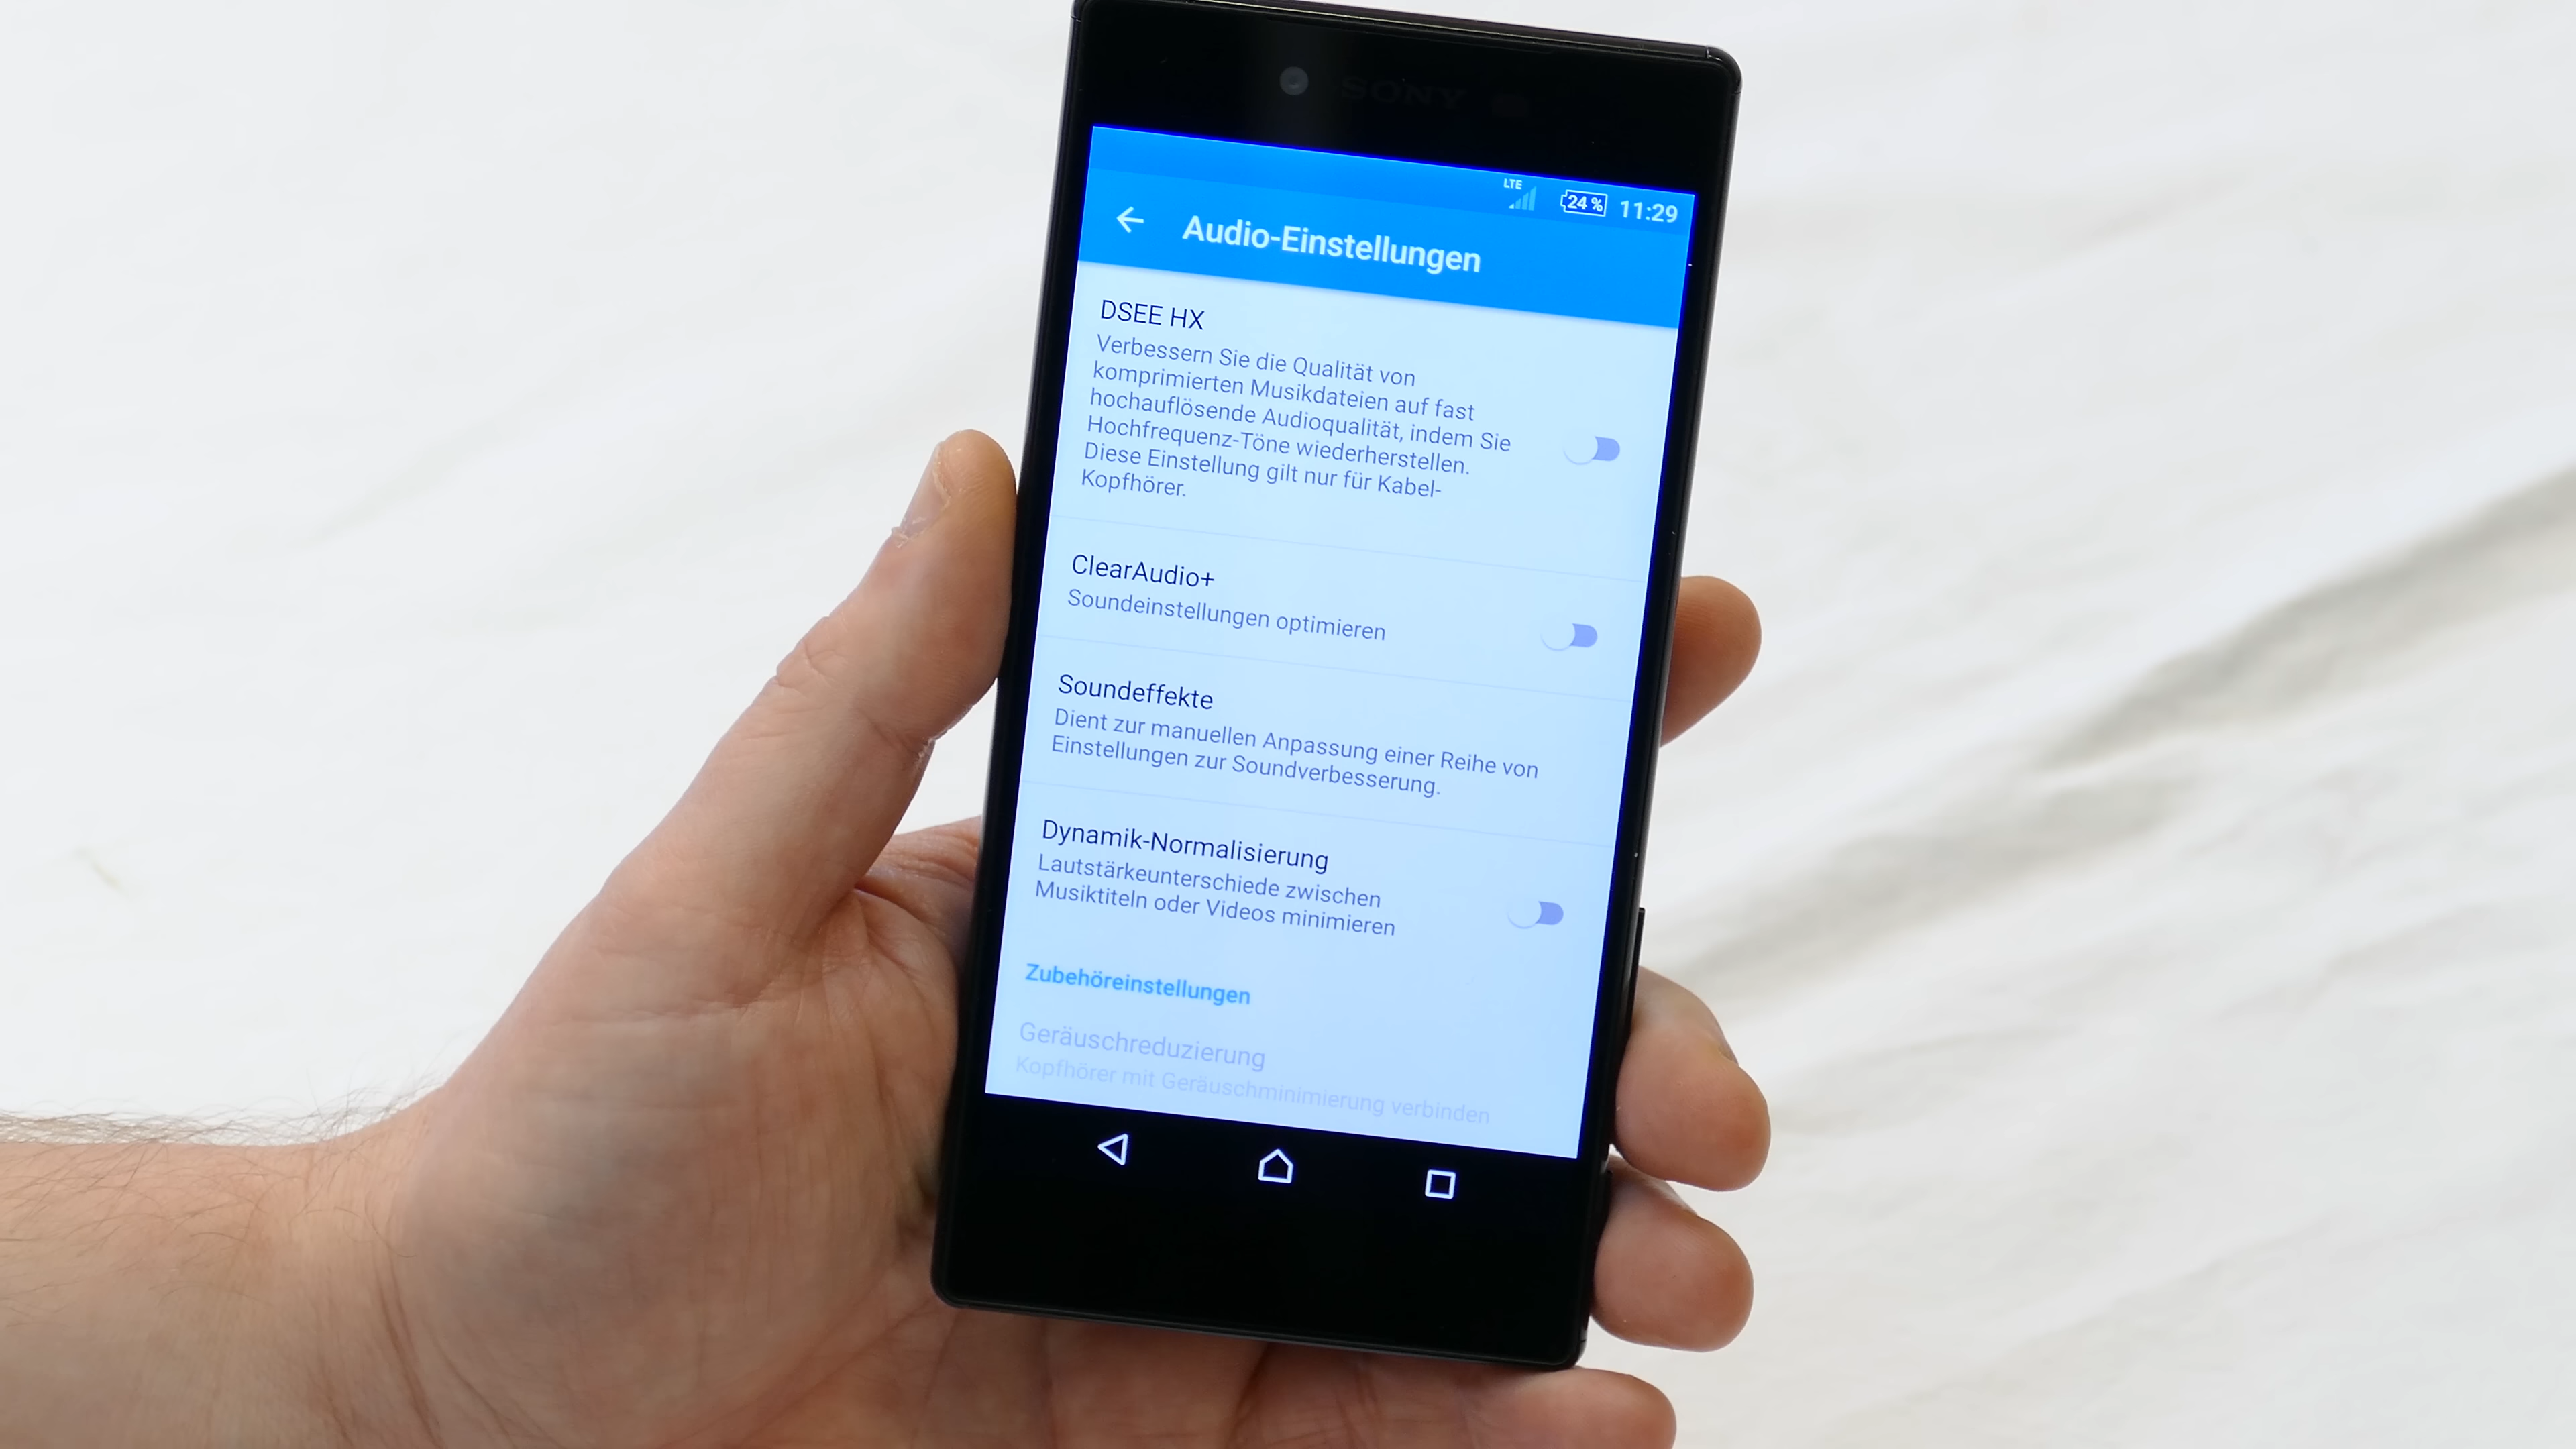 SONY
LTE 24 % 11:29
Audio-Einstellungen
DSEE HX
Verbessern Sie die Qualität von
komprimierten Musikdateien auf fast
hochauflösende Audioqualität, indem Sie
Hochfrequenz-Töne wiederherstellen.
Diese Einstellung gilt nur für Kabel-
Kopfhörer.
ClearAudio+
Soundeinstellungen optimieren
Soundeffekte
Dient zur manuellen Anpassung einer Reihe von
Einstellungen zur Soundverbesserung.
Dynamik-Normalisierung
Lautstärkeunterschiede zwischen
Musiktiteln oder Videos minimieren
Zubehöreinstellungen
Geräuschreduzierung
Kopfhörer mit Geräuschminimierung verbinden